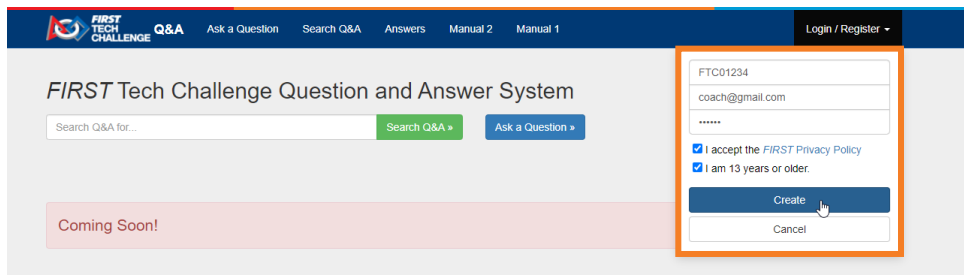 FIRST
TECH
CHALLENGE
Q&A
Ask a Question
Search Q&A
Answers
Manual 2
Manual 1
Login / Register
FIRST Tech Challenge Question and Answer System
Search Q&A for...
Search Q&A »
Ask a Question »
FTC01234
coach@gmail.com
••••••
I accept the FIRST Privacy Policy
I am 13 years or older.
Create
Cancel
Coming Soon!